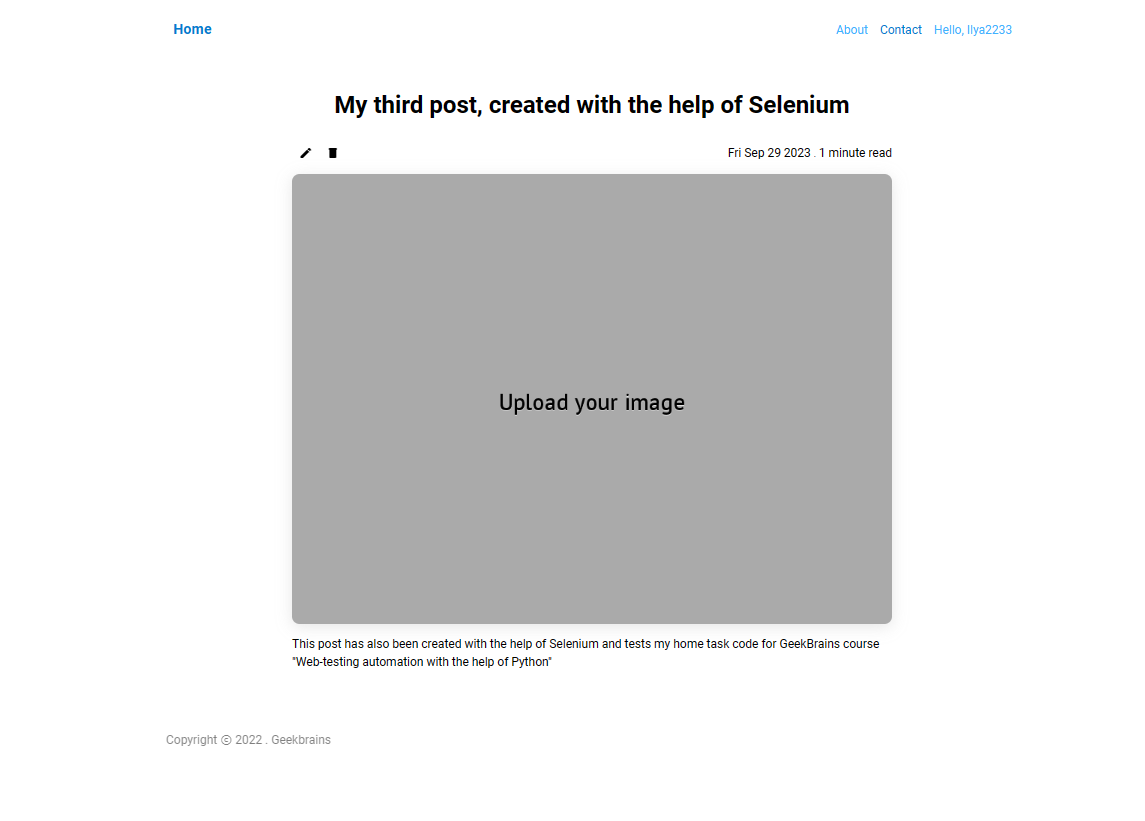 Home
About Contact Hello, Ilya2233
My third post, created with the help of Selenium
Fri Sep 29 2023 . 1 minute read
Upload your image
This post has also been created with the help of Selenium and tests my home task code for GeekBrains course
"Web-testing automation with the help of Python"
Copyright © 2022 . Geekbrains